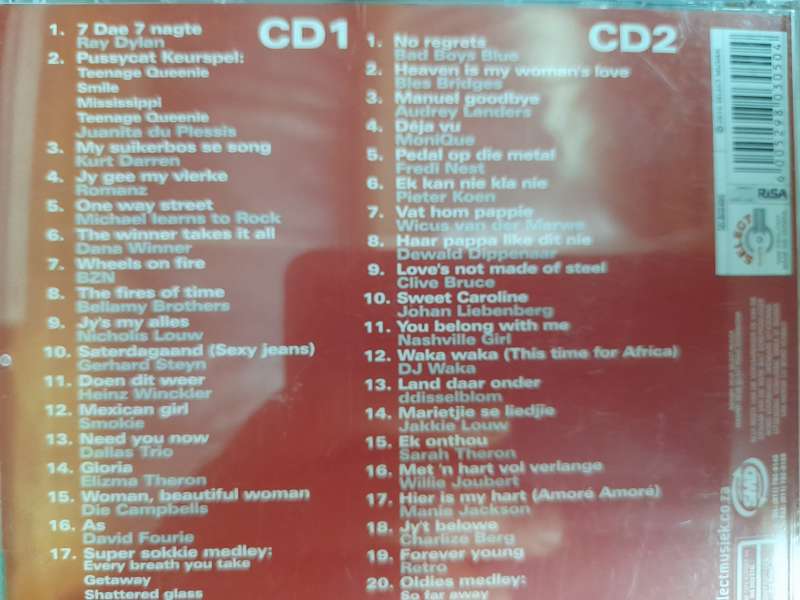 CD1
1. 7 Dae 7 nagte
Ray Dylan
2. Pussycat Keurspel:
Teenage Queenie
Smile
Mississippi
Teenage Queenie
Juanita du Plessis
3. My suikerbos se song
Kurt Darren
4. Jy gee my vlerke
Romanz
5. One way street
Michael learns to Rock
6. The winner takes it all
Dana Winner
7. Wheels on fire
BZN
8. The fires of time
Bellamy Brothers
9. Jy's my alles
Nicholis Louw
10. Saterdagaand (Sexy jeans)
Gerhard Steyn
11. Doen dit weer
Heinz Winckler
12. Mexican girl
Smokie
13. Need you now
Dallas Trio
14. Gloria
Elizma Theron
15. Woman, beautiful woman
Die Campbells
16. As
David Fourie
17. Super sokkie medley:
Every breath you take
Getaway
Shattered glass
CD2
1. No regrets
Bad Boys Blue
2. Heaven is my woman's love
Bles Bridges
3. Manuel goodbye
Audrey Landers
4. Déja vu
MoniQue
5. Pedal op die metal
Fredi Nest
6. Ek kan nie kla nie
Pieter Koen
7. Vat hom pappie
Wicus van der Merwe
8. Haar pappa like dit nie
Dewald Dippenaar
9. Love's not made of steel
Clive Bruce
10. Sweet Caroline
Johan Liebenberg
11. You belong with me
Nashville Girl
12. Waka waka (This time for Africa)
DJ Waka
13. Land daar onder
ddisselblom
14. Marietjie se liedjie
Jakkie Louw
15. Ek onthou
Sarah Theron
16. Met 'n hart vol verlange
Willie Joubert
17. Hier is my hart (Amoré Amoré)
Manie Jackson
18. Jy't belowe
Charlize Berg
19. Forever young
Retro
20. Oldies medley:
So far away
6 005298 030504
RiSA
SELECT
SMD
lectmusiek.co.za